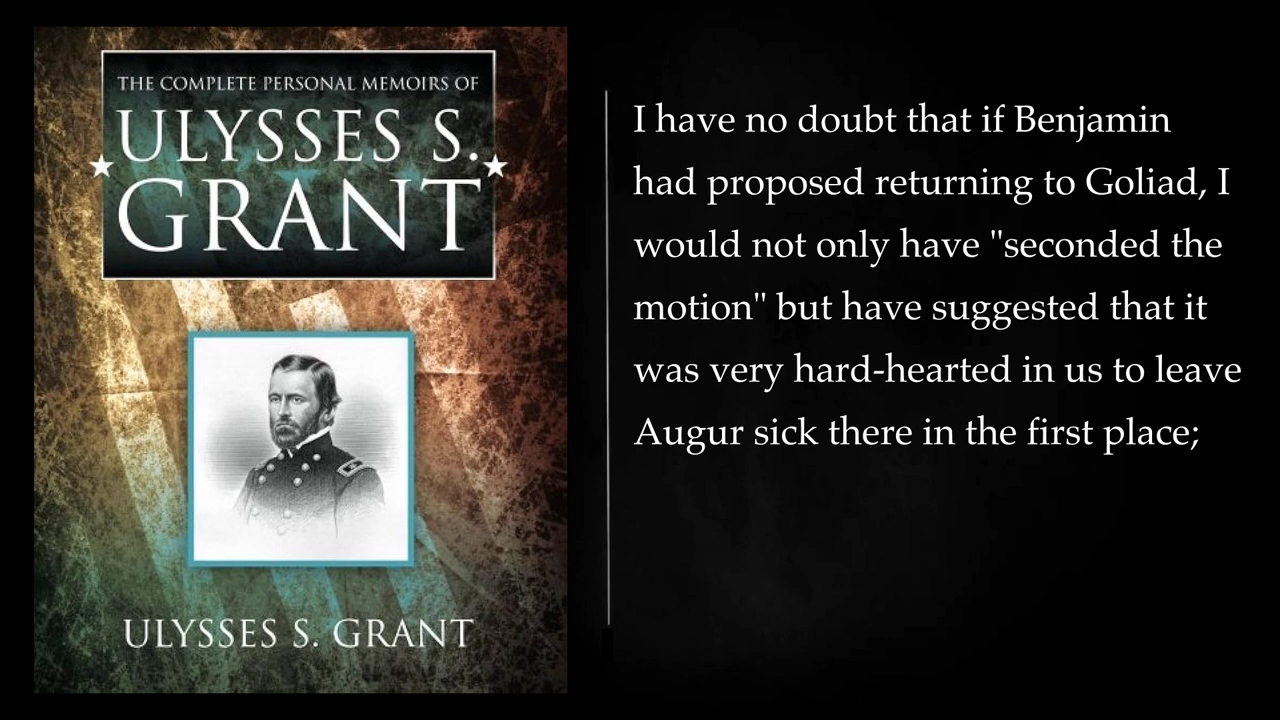 THE COMPLETE PERSONAL MEMOIRS OF
ULYSSES S.
GRANT
ULYSSES S. GRANT
I have no doubt that if Benjamin
had proposed returning to Goliad, I
would not only have "seconded the
motion" but have suggested that it
was very hard-hearted in us to leave
Augur sick there in the first place;